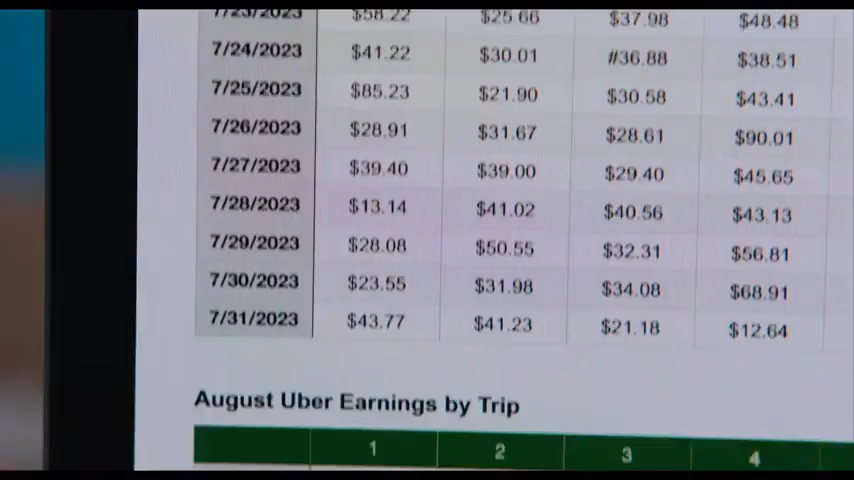 7/23/2023 $58.22 $25.66 $37.98 $48.48
7/24/2023 $41.22 $30.01 #36.88 $38.51
7/25/2023 $85.23 $21.90 $30.58 $43.41
7/26/2023 $28.91 $31.67 $28.61 $90.01
7/27/2023 $39.40 $39.00 $29.40 $45.65
7/28/2023 $13.14 $41.02 $40.56 $43.13
7/29/2023 $28.08 $50.55 $32.31 $56.81
7/30/2023 $23.55 $31.98 $34.08 $68.91
7/31/2023 $43.77 $41.23 $21.18 $12.64
August Uber Earnings by Trip
1 2 3 4